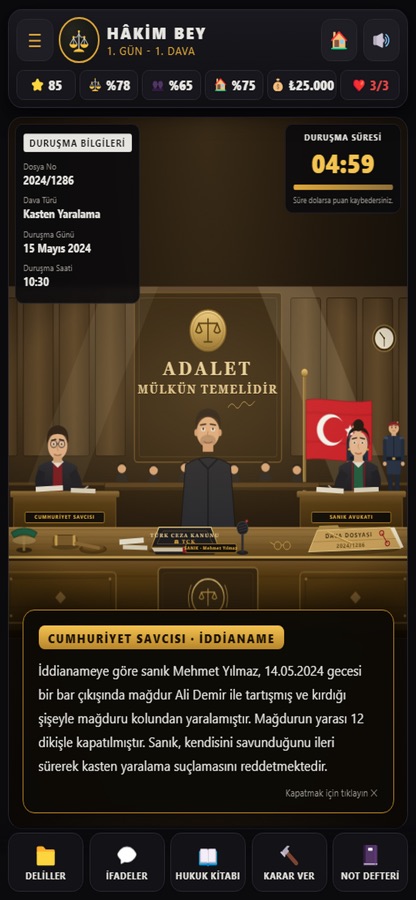 HÂKİM BEY
1. GÜN - 1. DAVA
85
%78
%65
%75
₺25.000
3/3
DURUŞMA BİLGİLERİ
Dosya No
2024/1286
Dava Türü
Kasten Yaralama
Duruşma Günü
15 Mayıs 2024
Duruşma Saati
10:30
DURUŞMA SÜRESİ
04:59
Süre dolarsa puan kaybedersiniz.
ADALET
MÜLKÜN TEMELİDİR
CUMHURİYET SAVCISI
SANIK AVUKATI
TÜRK CEZA KANUNU
TCK
SANIK - Mehmet Yılmaz
DAVA DOSYASI
2024/1286
CUMHURİYET SAVCISI · İDDİANAME
İddianameye göre sanık Mehmet Yılmaz, 14.05.2024 gecesi
bir bar çıkışında mağdur Ali Demir ile tartışmış ve kırdığı
şişeyle mağduru kolundan yaralamıştır. Mağdurun yarası 12
dikişle kapatılmıştır. Sanık, kendisini savunduğunu ileri
sürerek kasten yaralama suçlamasını reddetmektedir.
Kapatmak için tıklayın ✕
DELİLLER
İFADELER
HUKUK KİTABI
KARAR VER
NOT DEFTERİ